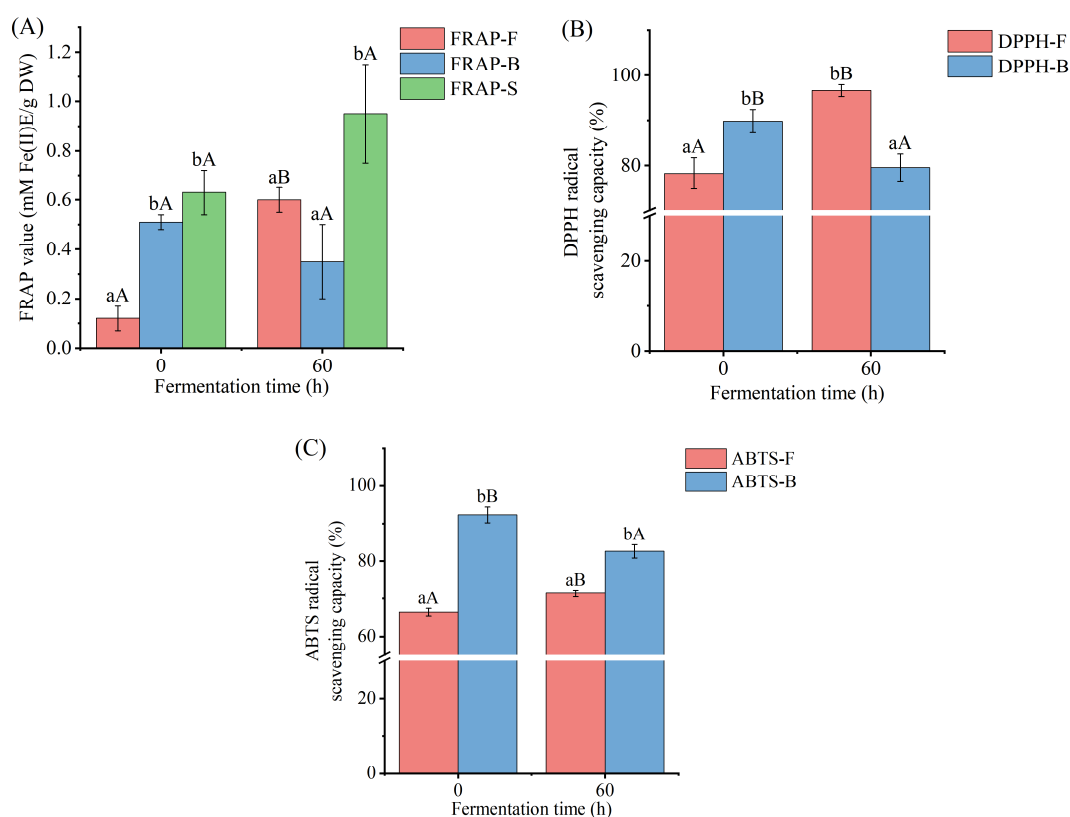 (A)
FRAP-F
FRAP-B
FRAP-S
FRAP value (mM Fe(II)E/g DW)
1.2
1.0
0.8
0.6
0.4
0.2
0.0
aA
bA
bA
aB
aA
bA
0
60
Fermentation time (h)
(B)
DPPH-F
DPPH-B
DPPH radical
scavenging capacity (%)
100
80
20
0
aA
bB
bB
aA
0
60
Fermentation time (h)
(C)
ABTS-F
ABTS-B
ABTS radical
scavenging capacity (%)
100
80
60
20
0
aA
bB
aB
bA
0
60
Fermentation time (h)